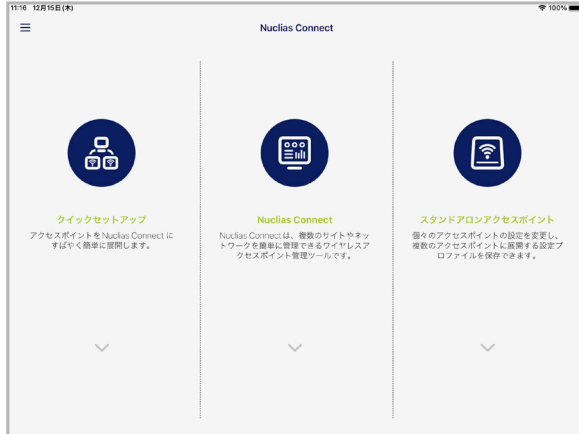 11:16 12月15日(木)
100%
Nuclias Connect
クイックセットアップ
アクセスポイントをNuclias Connect に
すばやく簡単に展開します。
Nuclias Connect
Nuclias Connectは、複数のサイトやネッ
トワークを簡単に管理できるワイヤレスア
クセスポイント管理ツールです。
スタンドアロンアクセスポイント
個々のアクセスポイントの設定を変更し、
複数のアクセスポイントに展開する設定プ
ロファイルを保存できます。